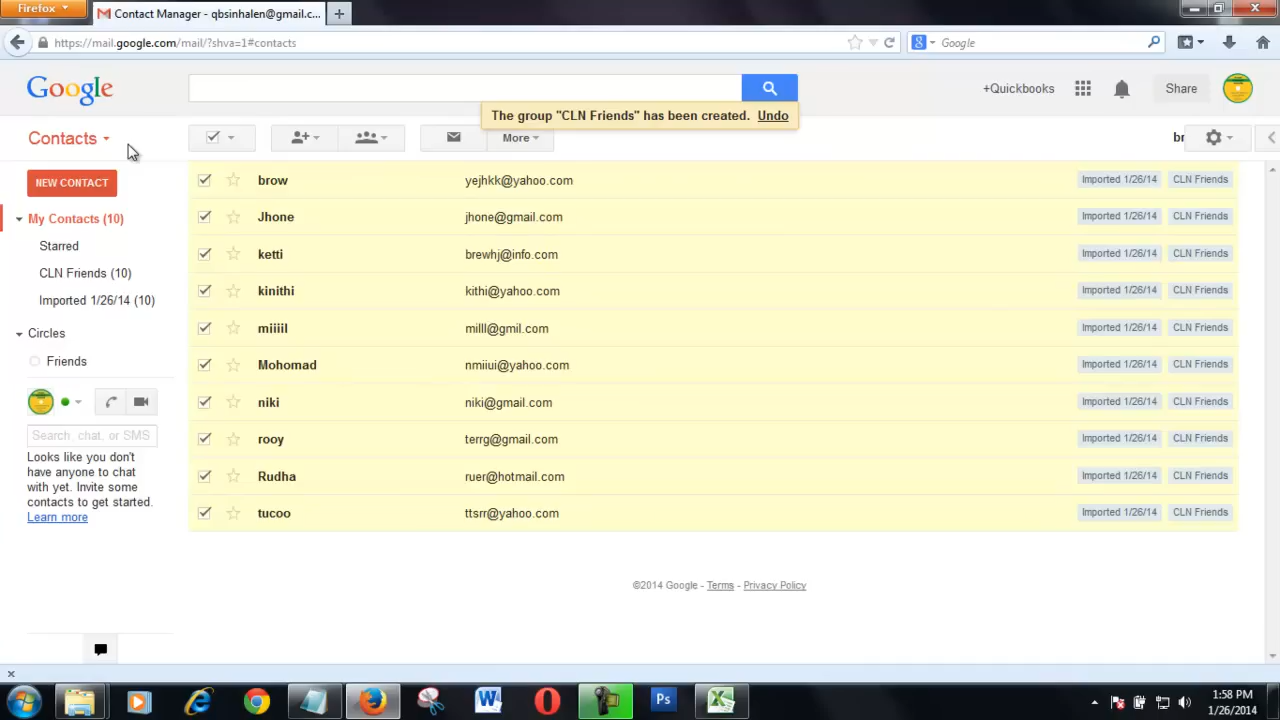 Firefox
Contact Manager - qbsinhalen@gmail.c...
https://mail.google.com/mail/?shva=1#contacts
Google
Google
+Quickbooks
Share
The group "CLN Friends" has been created. Undo
Contacts
More
br
NEW CONTACT
My Contacts (10)
Starred
CLN Friends (10)
Imported 1/26/14 (10)
Circles
Friends
Search, chat, or SMS
Looks like you don't
have anyone to chat
with yet. Invite some
contacts to get started.
Learn more
brow yejhkk@yahoo.com Imported 1/26/14 CLN Friends
Jhone jhone@gmail.com Imported 1/26/14 CLN Friends
ketti brewhj@info.com Imported 1/26/14 CLN Friends
kinithi kithi@yahoo.com Imported 1/26/14 CLN Friends
miiiil milll@gmil.com Imported 1/26/14 CLN Friends
Mohomad nmiiui@yahoo.com Imported 1/26/14 CLN Friends
niki niki@gmail.com Imported 1/26/14 CLN Friends
rooy terrg@gmail.com Imported 1/26/14 CLN Friends
Rudha ruer@hotmail.com Imported 1/26/14 CLN Friends
tucoo ttsrr@yahoo.com Imported 1/26/14 CLN Friends
©2014 Google - Terms - Privacy Policy
Ps
1:58 PM
1/26/2014